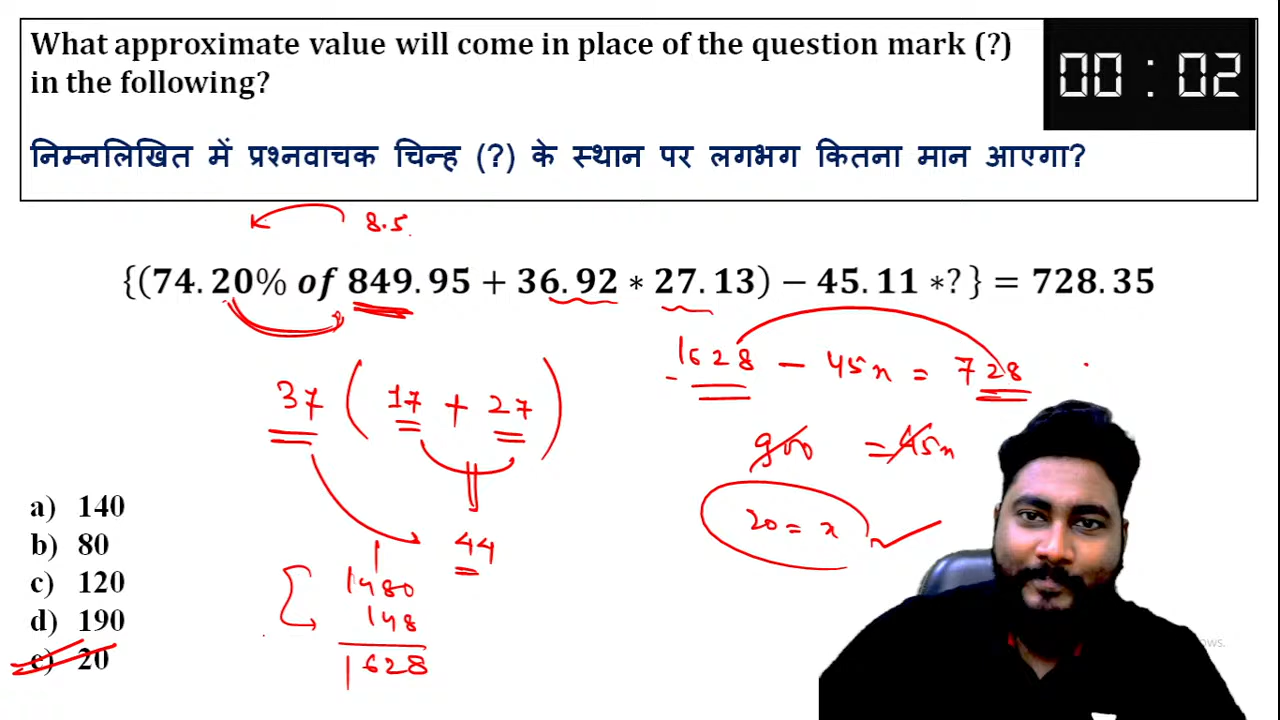 What approximate value will come in place of the question mark (?)
in the following?
00 : 02
निम्नलिखित में प्रश्नवाचक चिन्ह (?) के स्थान पर लगभग कितना मान आएगा?
8.5
{(74.20% of 849.95 + 36.92 * 27.13) − 45.11 *? } = 728.35
1628 - 45x = 728
37 ( 17 + 27 )
900 = 45x
20 = x
44
1480
148
1628
a) 140
b) 80
c) 120
d) 190
e) 20